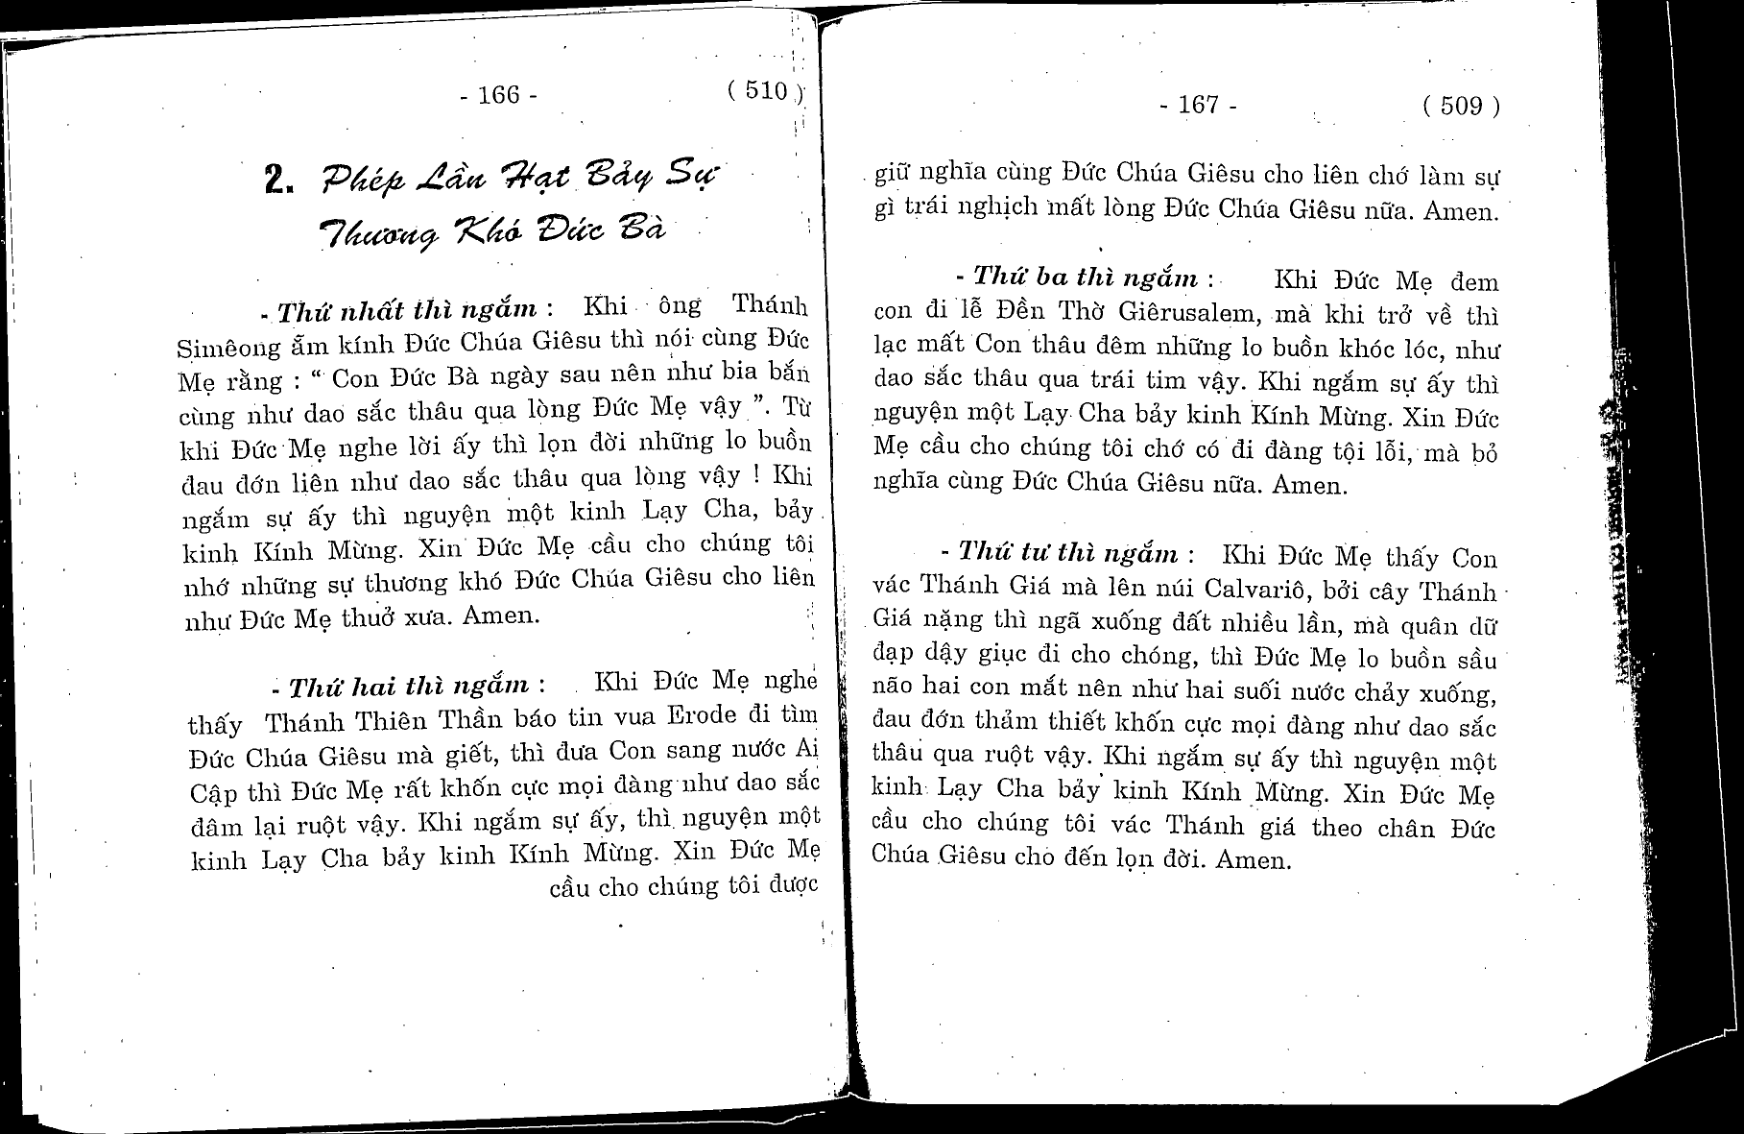 - 166 - ( 510 )
2. Phép Lần Hạt Bảy Sự
Thương Khó Đức Bà
- Thứ nhất thì ngắm : Khi ông Thánh
Simêong ẵm kính Đức Chúa Giêsu thì nói cùng Đức
Mẹ rằng : “ Con Đức Bà ngày sau nên như bia bắn
cùng như dao sắc thâu qua lòng Đức Mẹ vậy ”. Từ
khi Đức Mẹ nghe lời ấy thì lọn đời những lo buồn
đau đớn liên như dao sắc thâu qua lòng vậy ! Khi
ngắm sự ấy thì nguyện một kinh Lạy Cha, bảy
kinh Kính Mừng. Xin Đức Mẹ cầu cho chúng tôi
nhớ những sự thương khó Đức Chúa Giêsu cho liên
như Đức Mẹ thuở xưa. Amen.
- Thứ hai thì ngắm : Khi Đức Mẹ nghe
thấy Thánh Thiên Thần báo tin vua Erode đi tìm
Đức Chúa Giêsu mà giết, thì đưa Con sang nước Ai
Cập thì Đức Mẹ rất khốn cực mọi đàng như dao sắc
đâm lại ruột vậy. Khi ngắm sự ấy, thì nguyện một
kinh Lạy Cha bảy kinh Kính Mừng. Xin Đức Mẹ
cầu cho chúng tôi được
- 167 - ( 509 )
giữ nghĩa cùng Đức Chúa Giêsu cho liên chớ làm sự
gì trái nghịch mất lòng Đức Chúa Giêsu nữa. Amen.
- Thứ ba thì ngắm : Khi Đức Mẹ đem
con đi lễ Đền Thờ Giêrusalem, mà khi trở về thì
lạc mất Con thâu đêm những lo buồn khóc lóc, như
dao sắc thâu qua trái tim vậy. Khi ngắm sự ấy thì
nguyện một Lạy Cha bảy kinh Kính Mừng. Xin Đức
Mẹ cầu cho chúng tôi chớ có đi đàng tội lỗi, mà bỏ
nghĩa cùng Đức Chúa Giêsu nữa. Amen.
- Thứ tư thì ngắm : Khi Đức Mẹ thấy Con
vác Thánh Giá mà lên núi Calvariô, bởi cây Thánh
Giá nặng thì ngã xuống đất nhiều lần, mà quân dữ
đạp dậy giục đi cho chóng, thì Đức Mẹ lo buồn sầu
não hai con mắt nên như hai suối nước chảy xuống,
đau đớn thảm thiết khốn cực mọi đàng như dao sắc
thâu qua ruột vậy. Khi ngắm sự ấy thì nguyện một
kinh Lạy Cha bảy kinh Kính Mừng. Xin Đức Mẹ
cầu cho chúng tôi vác Thánh giá theo chân Đức
Chúa Giêsu cho đến lọn đời. Amen.